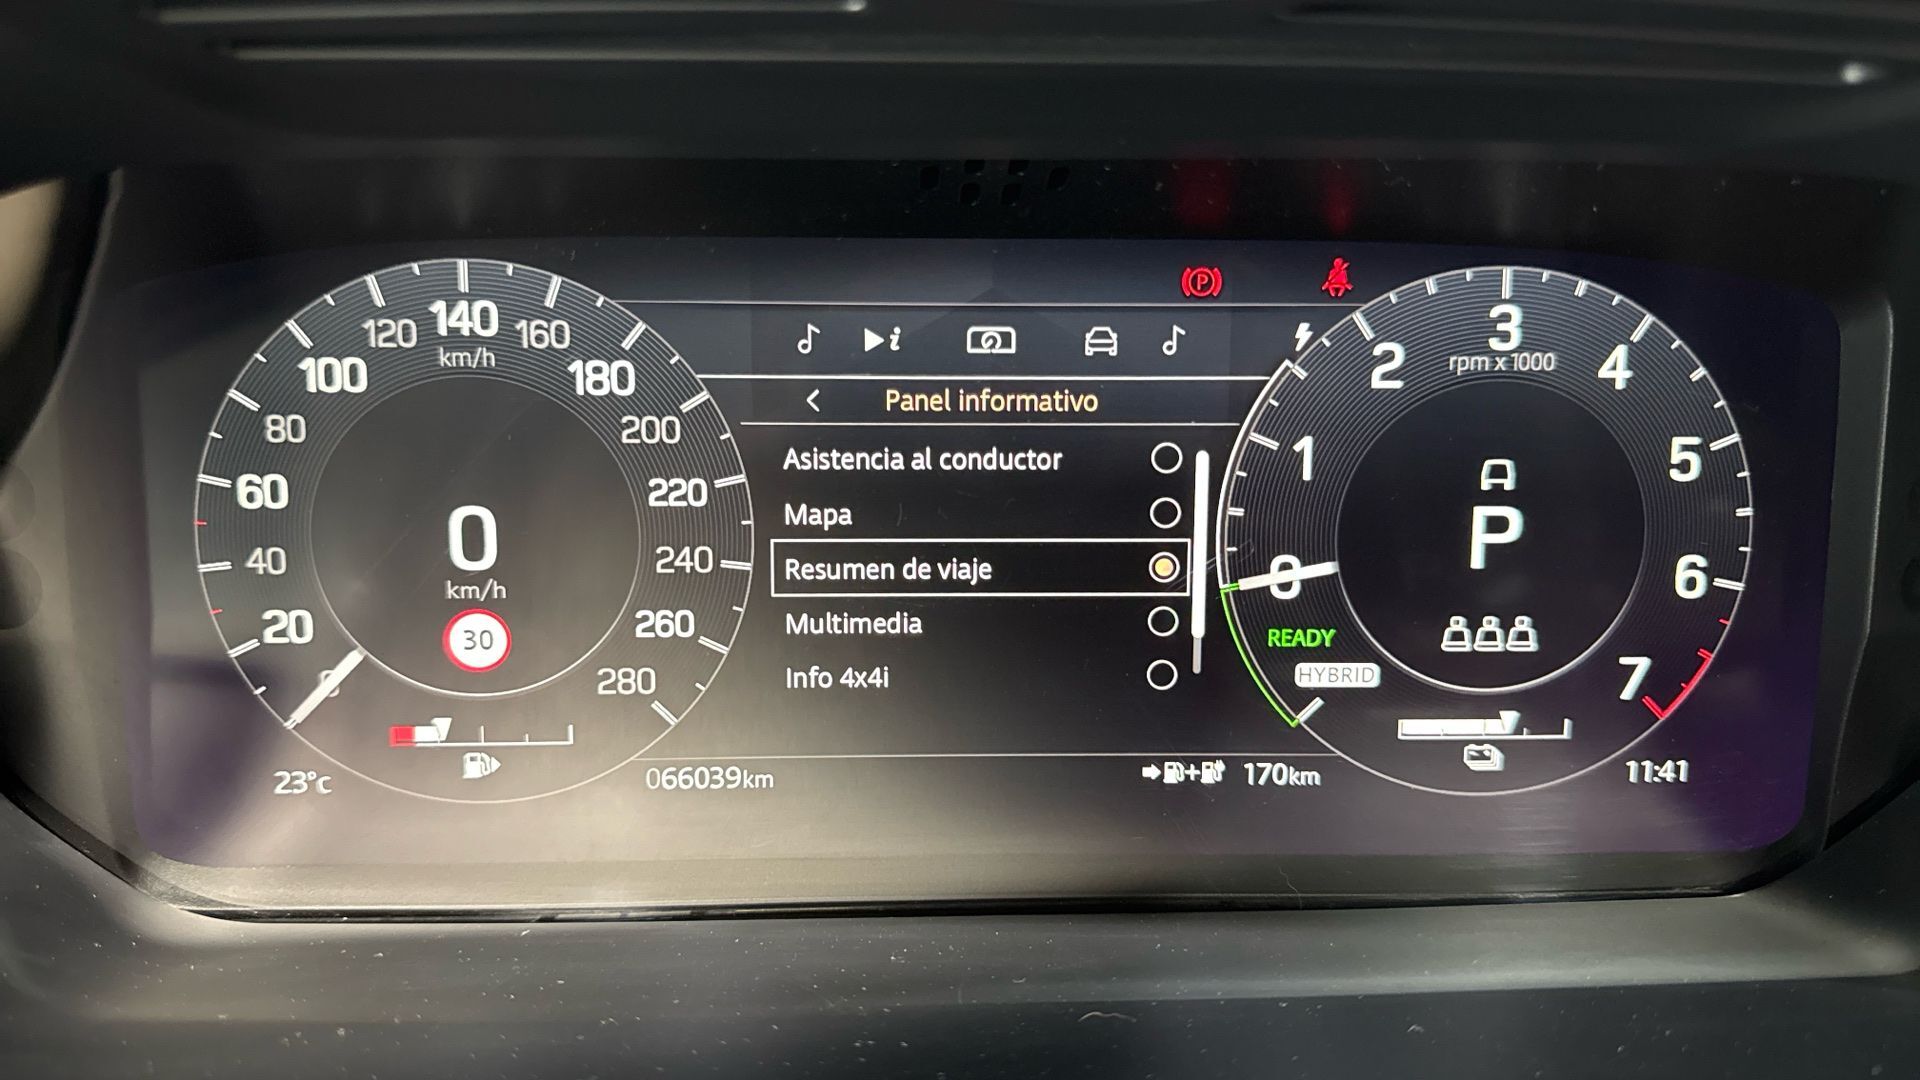 140
120
160
km/h
100
180
80
200
60
220
40
240
20
260
280
0
km/h
30
23°c
066039km
i
Panel informativo
Asistencia al conductor
Mapa
Resumen de viaje
Multimedia
Info 4x4i
170km
P
3
2
4
rpm x 1000
1
5
0
6
7
P
READY
HYBRID
11:41